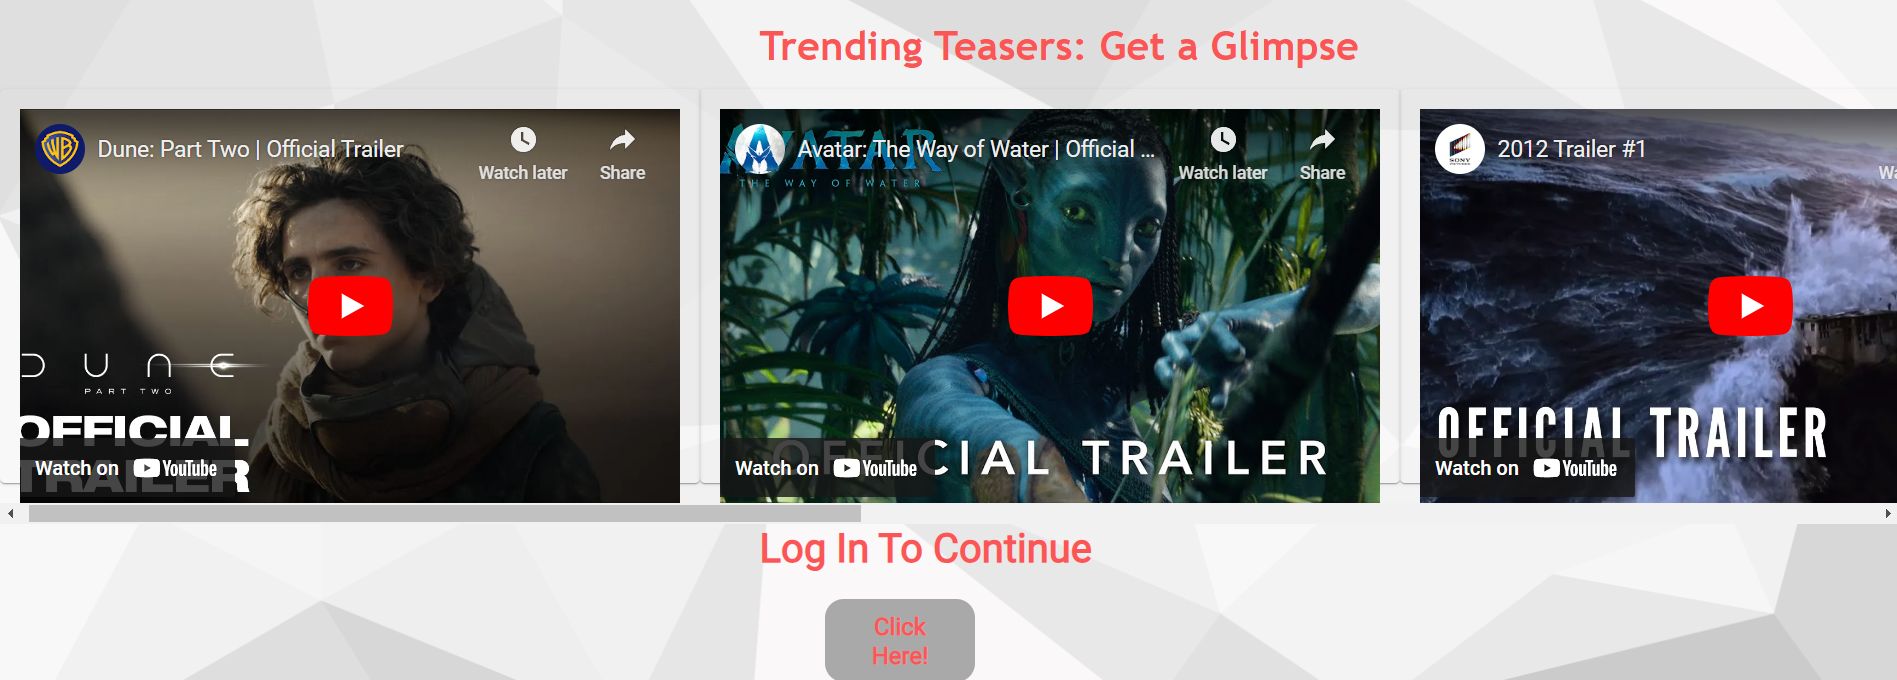 Trending Teasers: Get a Glimpse
WB
Dune: Part Two | Official Trailer
Watch later
Share
DUNE
PART TWO
OFFICIAL
TRAILER
Watch on YouTube
AVATAR
THE WAY OF WATER
Avatar: The Way of Water | Official ...
Watch later
Share
OFFICIAL TRAILER
Watch on YouTube
SONY
2012 Trailer #1
Wa
OFFICIAL TRAILER
Watch on YouTube
Log In To Continue
Click
Here!